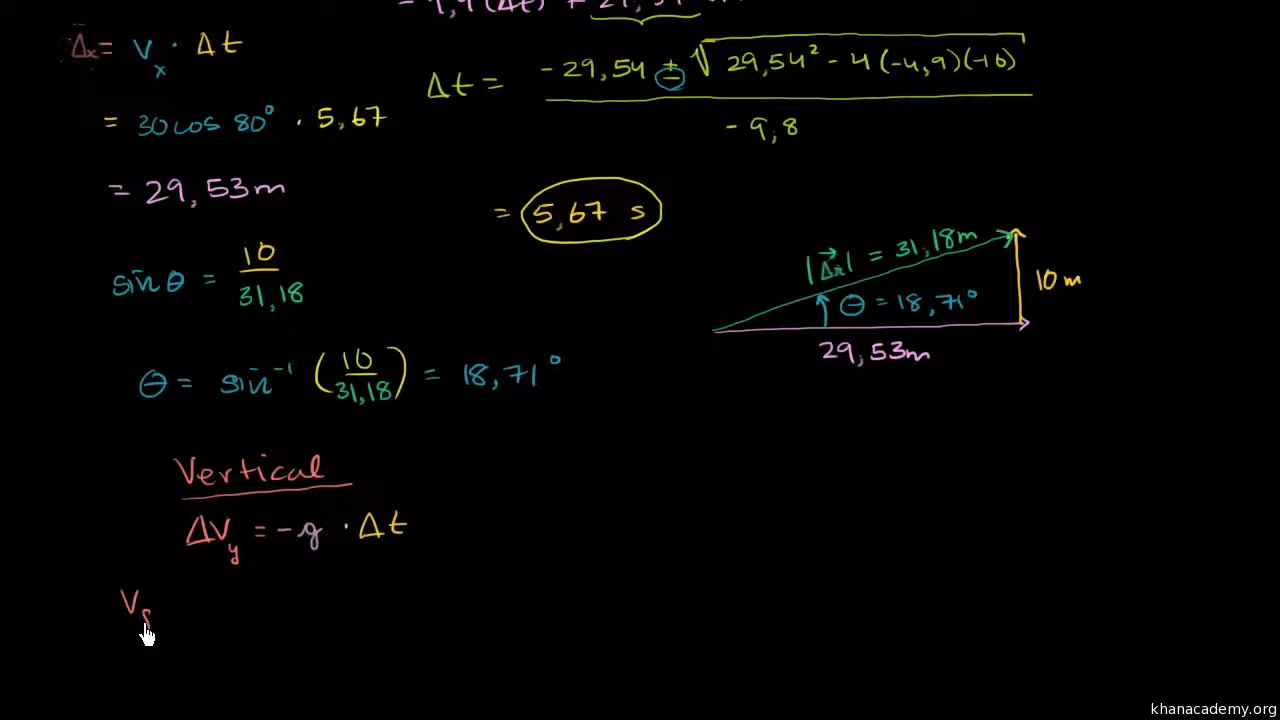 Δx = Vx · Δt
= 30 cos 80° · 5,67
= 29,53m
Δt = (-29,54 ± √(29,54² - 4(-4,9)(-10))) / -9,8
= 5,67 s
sin θ = 10/31,18
θ = sin⁻¹ (10/31,18) = 18,71°
|Δr⃗| = 31,18m
θ = 18,71°
10 m
29,53m
Vertical
ΔVy = -g · Δt
V
khanacademy.org